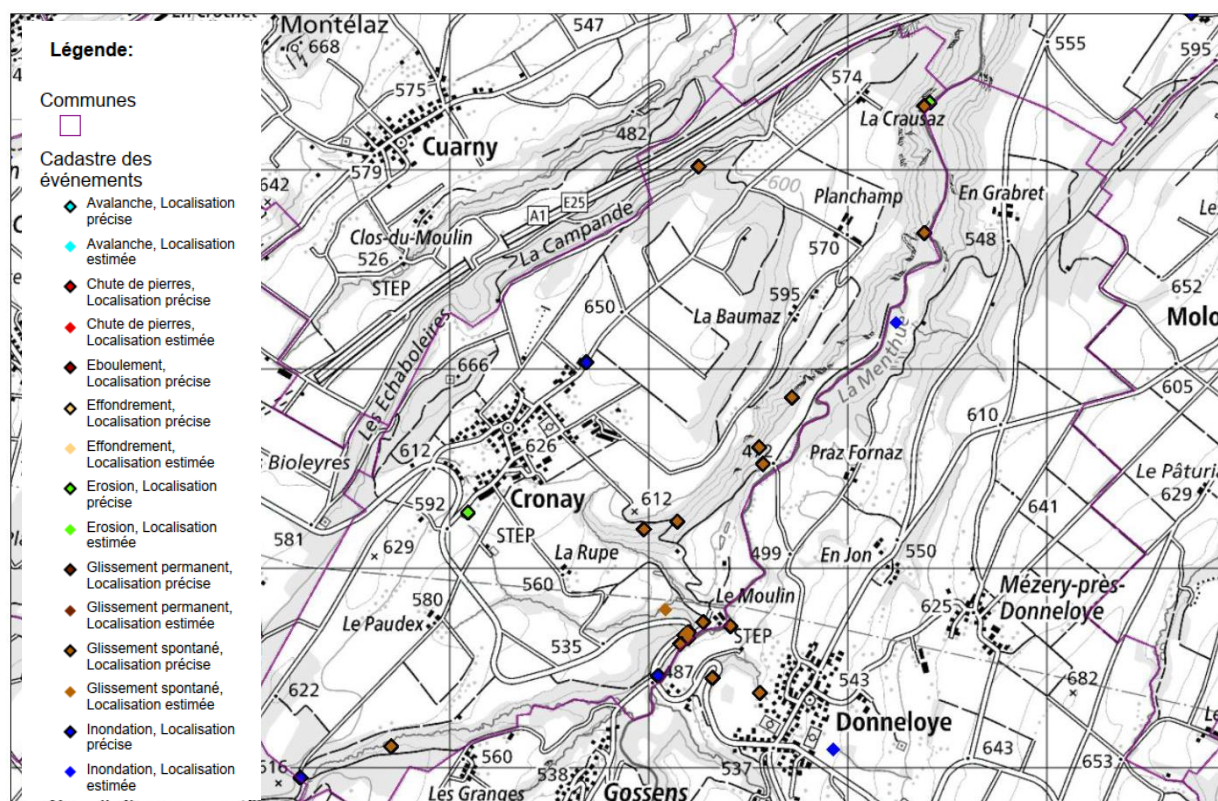 Légende:
Communes
Cadastre des
événements
Avalanche, Localisation
précise
Avalanche, Localisation
estimée
Chute de pierres,
Localisation précise
Chute de pierres,
Localisation estimée
Eboulement,
Localisation précise
Effondrement,
Localisation précise
Effondrement,
Localisation estimée
Erosion, Localisation
précise
Erosion, Localisation
estimée
Glissement permanent,
Localisation précise
Glissement permanent,
Localisation estimée
Glissement spontané,
Localisation précise
Glissement spontané,
Localisation estimée
Inondation, Localisation
précise
Inondation, Localisation
estimée
Montélaz
668
547
555
595
575
574
La Crausaz
482
Cuarny
579
642
600
Planchamp
En Grabret
E25
A1
La Campande
Clos-du-Moulin
570
548
526
STEP
652
650
595
La Baumaz
Les Echaboleires
La Menthue
666
605
610
612
626
Praz Fornaz
Bioleyres
Cronay
592
612
641
629
581
STEP
499
En Jon
550
629
La Rupe
560
Mézery-près-
Donneloye
625
Le Moulin
580
Le Paudex
STEP
535
487
543
682
622
Donneloye
560
643
537
653
538
Les Granges
Gossens